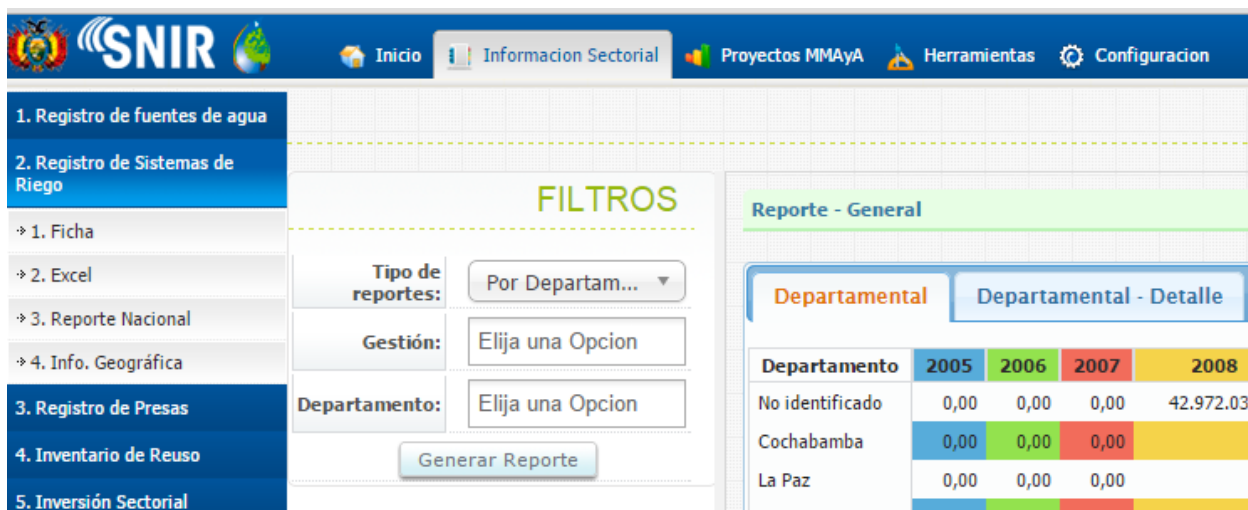 SNIR
Inicio
Informacion Sectorial
Proyectos MMAyA
Herramientas
Configuracion
1. Registro de fuentes de agua
2. Registro de Sistemas de
Riego
1. Ficha
2. Excel
3. Reporte Nacional
4. Info. Geográfica
3. Registro de Presas
4. Inventario de Reuso
5. Inversión Sectorial
FILTROS
Tipo de
reportes:
Por Departam...
Gestión:
Elija una Opcion
Departamento:
Elija una Opcion
Generar Reporte
Reporte - General
Departamental
Departamental - Detalle
Departamento 2005 2006 2007 2008
No identificado 0,00 0,00 0,00 42.972.03
Cochabamba 0,00 0,00 0,00
La Paz 0,00 0,00 0,00